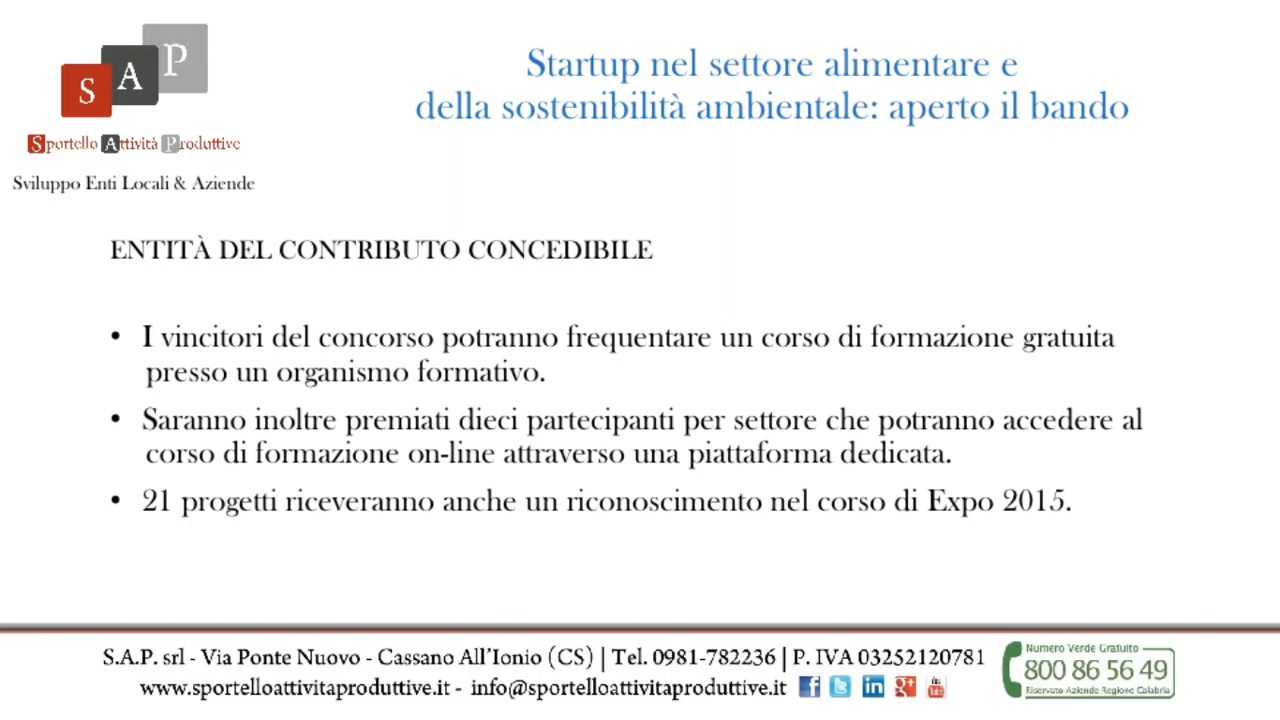 S A P
Sportello Attività Produttive
Sviluppo Enti Locali & Aziende
Startup nel settore alimentare e
della sostenibilità ambientale: aperto il bando
ENTITÀ DEL CONTRIBUTO CONCEDIBILE
• I vincitori del concorso potranno frequentare un corso di formazione gratuita
presso un organismo formativo.
• Saranno inoltre premiati dieci partecipanti per settore che potranno accedere al
corso di formazione on-line attraverso una piattaforma dedicata.
• 21 progetti riceveranno anche un riconoscimento nel corso di Expo 2015.
S.A.P. srl - Via Ponte Nuovo - Cassano All'Ionio (CS) | Tel. 0981-782236 | P. IVA 03252120781
www.sportelloattivitaproduttive.it - info@sportelloattivitaproduttive.it
Numero Verde Gratuito
800 86 56 49
Riservato Aziende Regione Calabria